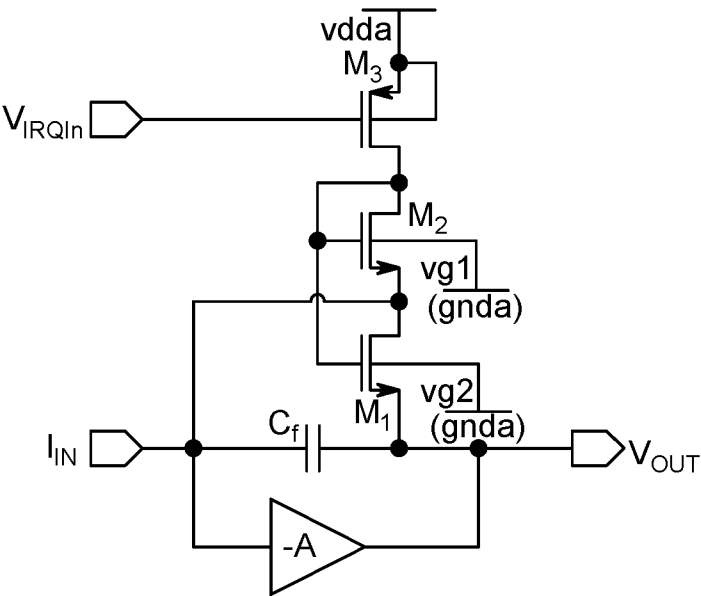 vdda
M3
VIRQIn
M2
vg1
(gnda)
vg2
(gnda)
M1
Cf
IIN
VOUT
-A